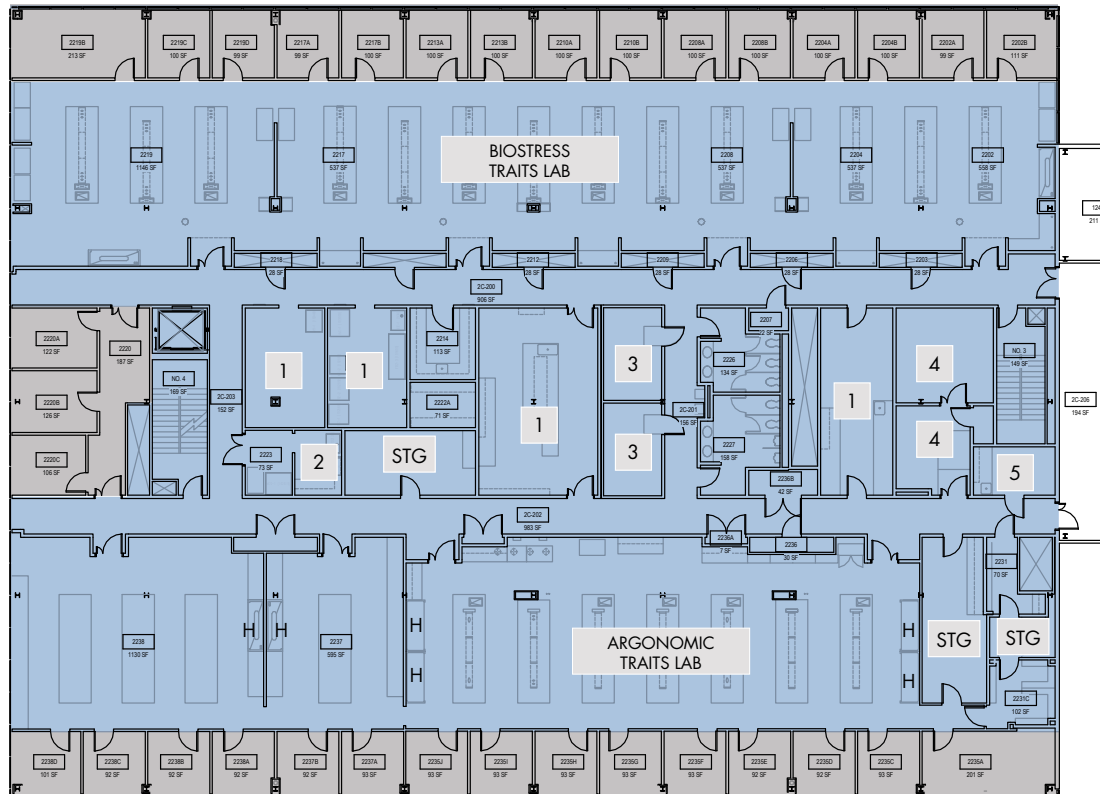 2219B
213 SF
2219C
100 SF
2219D
99 SF
2217A
99 SF
2217B
100 SF
2213A
100 SF
2213B
100 SF
2210A
100 SF
2210B
100 SF
2208A
100 SF
2208B
100 SF
2204A
100 SF
2204B
100 SF
2202A
99 SF
2202B
111 SF
2219
1146 SF
2217
537 SF
BIOSTRESS
TRAITS LAB
2208
537 SF
2204
537 SF
2202
558 SF
124
211
2218
28 SF
2212
28 SF
2209
28 SF
2206
28 SF
2203
28 SF
2C-200
906 SF
2220A
122 SF
2220
187 SF
2220B
126 SF
2220C
106 SF
NO. 4
169 SF
2C-203
152 SF
1
1
2214
113 SF
2222A
71 SF
1
3
3
2207
22 SF
2226
134 SF
2C-201
156 SF
2227
158 SF
2236B
42 SF
1
4
4
NO. 3
149 SF
5
2C-206
194 SF
2223
73 SF
2
STG
2C-202
983 SF
2236A
7 SF
2236
30 SF
2231
70 SF
2238
1130 SF
H
H
2237
595 SF
H
H
ARGONOMIC
TRAITS LAB
H
H
STG
STG
2231C
102 SF
2238D
101 SF
2238C
92 SF
2238B
92 SF
2238A
92 SF
2237B
92 SF
2237A
93 SF
2235J
93 SF
2235I
93 SF
2235H
93 SF
2235G
93 SF
2235F
93 SF
2235E
92 SF
2235D
92 SF
2235C
93 SF
2235A
201 SF